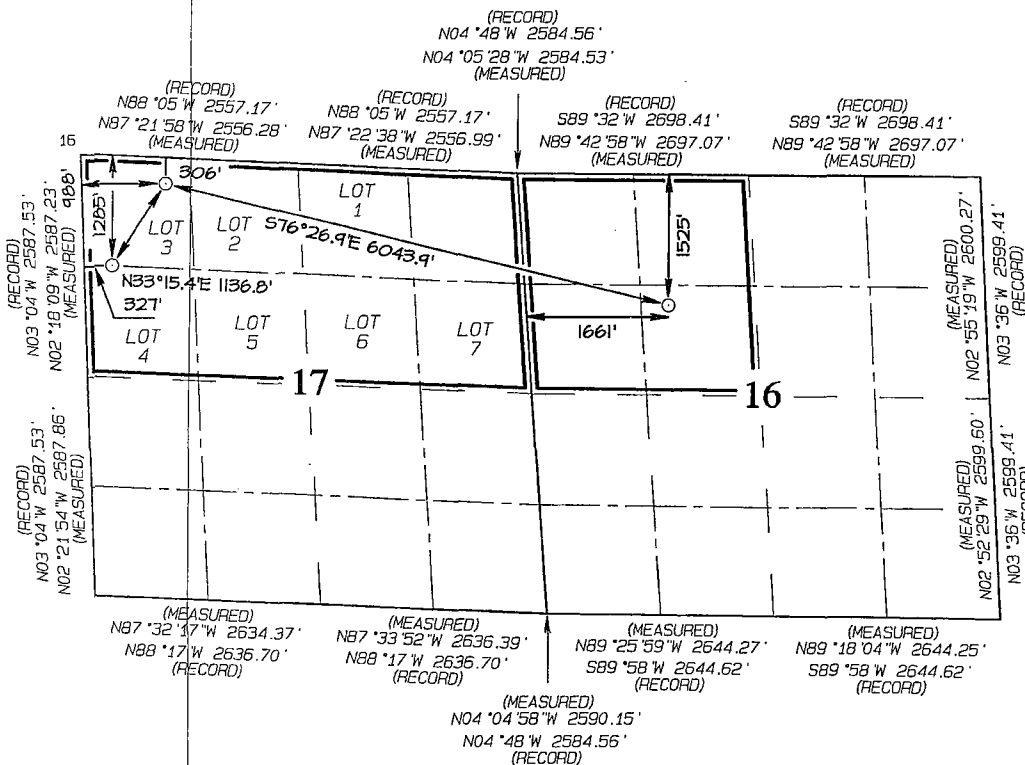 (RECORD)
N04 °48 'W 2584.56 '
N04 °05 '28 "W 2584.53 '
(MEASURED)
(RECORD)
N88 °05 'W 2557.17 '
N87 °21 '58 "W 2556.28 '
(MEASURED)
(RECORD)
N88 °05 'W 2557.17 '
N87 °22 '38 "W 2556.99 '
(MEASURED)
(RECORD)
S89 °32 'W 2698.41 '
N89 °42 '58 "W 2697.07 '
(MEASURED)
(RECORD)
S89 °32 'W 2698.41 '
N89 °42 '58 "W 2697.07 '
(MEASURED)
16
988'
306'
1285'
LOT
1
LOT
2
LOT
3
S76°26.9'E 6043.9'
1525'
1661'
N33°15.4'E 1136.8'
327'
LOT
4
LOT
5
LOT
6
LOT
7
17
16
(RECORD)
N03 °04 'W 2587.53 '
N02 °18 '09 "W 2587.23 '
(MEASURED)
(RECORD)
N03 °04 'W 2587.53 '
N02 °21 '54 "W 2587.86 '
(MEASURED)
(MEASURED)
N02 °55 '19 "W 2600.27 '
N03 °36 'W 2599.41 '
(RECORD)
(MEASURED)
N02 °52 '29 "W 2599.60 '
N03 °36 'W 2599.41 '
(RECORD)
(MEASURED)
N87 °32 '17 "W 2634.37 '
N88 °17 'W 2636.70 '
(RECORD)
(MEASURED)
N87 °33 '52 "W 2636.39 '
N88 °17 'W 2636.70 '
(RECORD)
(MEASURED)
N89 °25 '59 "W 2644.27 '
S89 °58 'W 2644.62 '
(RECORD)
(MEASURED)
N89 °18 '04 "W 2644.25 '
S89 °58 'W 2644.62 '
(RECORD)
(MEASURED)
N04 °04 '58 "W 2590.15 '
N04 °48 'W 2584.56 '
(RECORD)